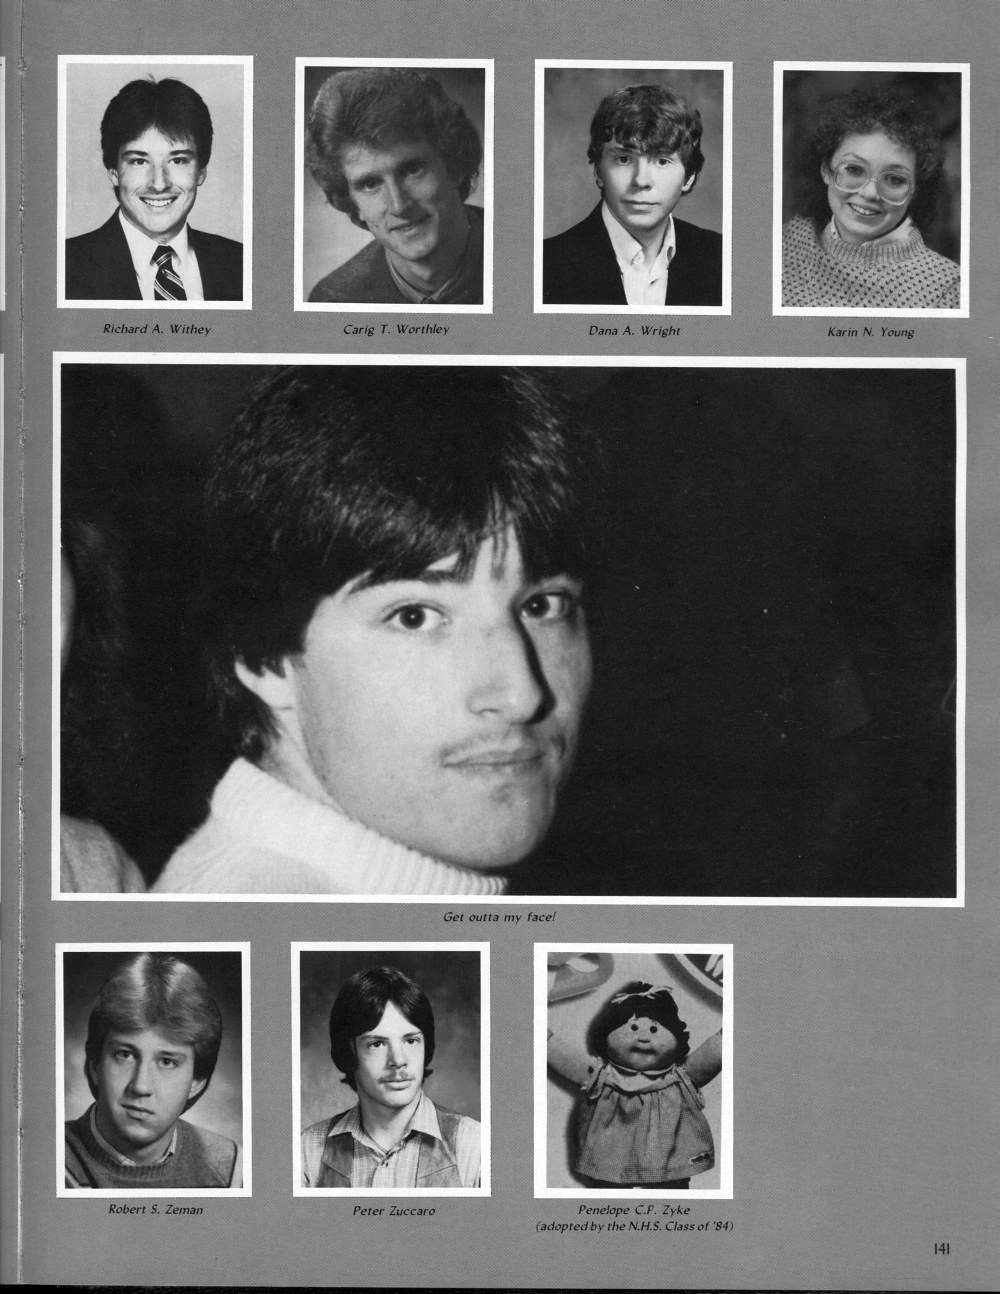 Richard A. Withey
Carig T. Worthley
Dana A. Wright
Karin N. Young
Get outta my face!
Robert S. Zeman
Peter Zuccaro
Penelope C.P. Zyke
(adopted by the N.H.S. Class of '84)
141